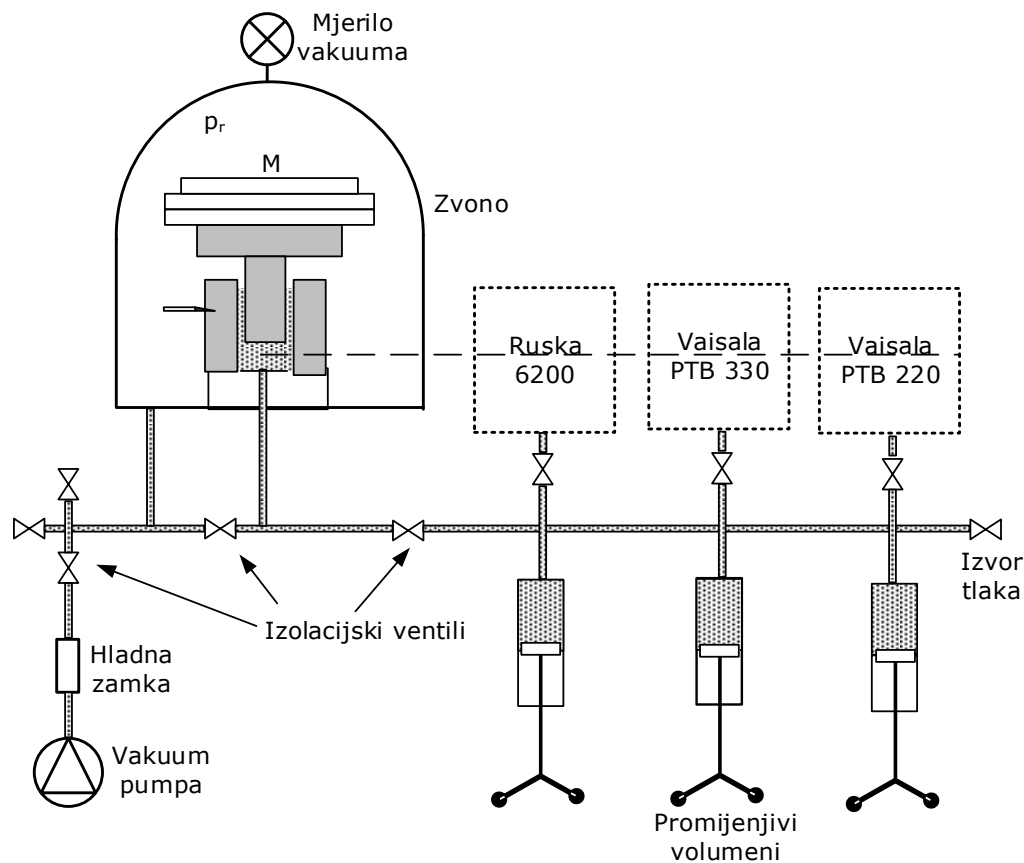 Mjerilo
vakuuma
pᵣ
M
Zvono
Ruska
6200
Vaisala
PTB 330
Vaisala
PTB 220
Izvor
tlaka
Izolacijski ventili
Hladna
zamka
Vakuum
pumpa
Promijenjivi
volumeni